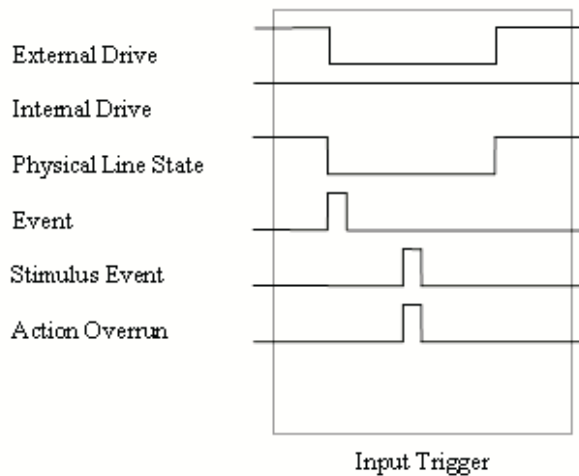 External Drive
Internal Drive
Physical Line State
Event
Stimulus Event
Action Overrun
Input Trigger